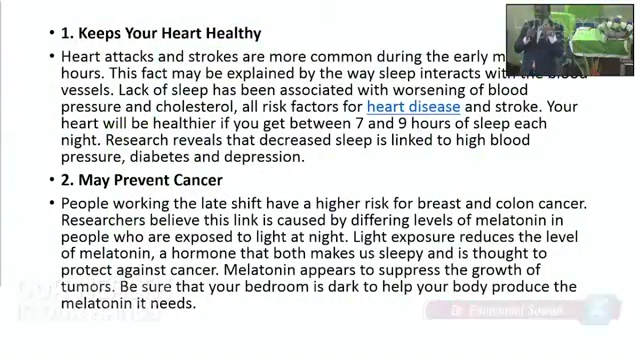 • 1. Keeps Your Heart Healthy
• Heart attacks and strokes are more common during the early m
hours. This fact may be explained by the way sleep interacts with the blood
vessels. Lack of sleep has been associated with worsening of blood
pressure and cholesterol, all risk factors for heart disease and stroke. Your
heart will be healthier if you get between 7 and 9 hours of sleep each
night. Research reveals that decreased sleep is linked to high blood
pressure, diabetes and depression.
• 2. May Prevent Cancer
• People working the late shift have a higher risk for breast and colon cancer.
Researchers believe this link is caused by differing levels of melatonin in
people who are exposed to light at night. Light exposure reduces the level
of melatonin, a hormone that both makes us sleepy and is thought to
protect against cancer. Melatonin appears to suppress the growth of
tumors. Be sure that your bedroom is dark to help your body produce the
melatonin it needs.
Dr. Emmanuel